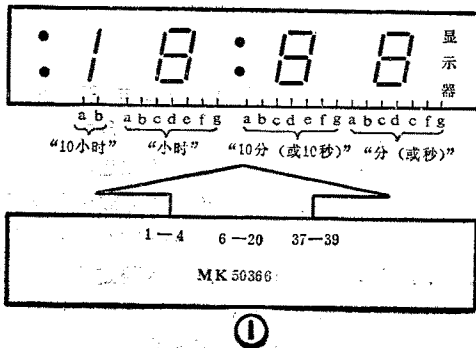 1 8 : 8 8
显示器
a b a b c d e f g a b c d e f g a b c d c f g
“10小时” “小时” “10分（或10秒）” “分（或秒）”
1—4 6—20 37—39
MK 50366
①